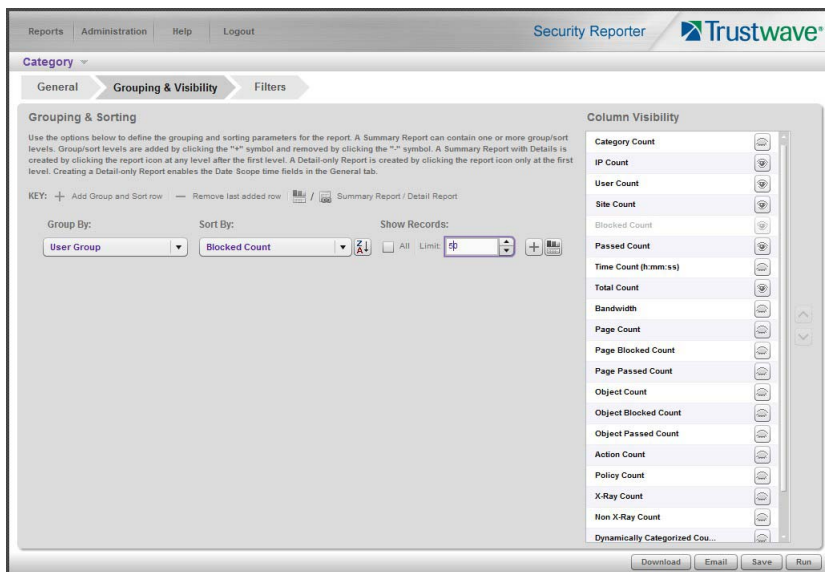 Reports Administration Help Logout
Security Reporter
Trustwave®
Category
General Grouping & Visibility Filters
Grouping & Sorting
Use the options below to define the grouping and sorting parameters for the report. A Summary Report can contain one or more group/sort
levels. Group/sort levels are added by clicking the "+" symbol and removed by clicking the "-" symbol. A Summary Report with Details is
created by clicking the report icon at any level after the first level. A Detail-only Report is created by clicking the report icon only at the first
level. Creating a Detail-only Report enables the Date Scope time fields in the General tab.
KEY: + Add Group and Sort row — Remove last added row / Summary Report / Detail Report
Group By: Sort By: Show Records:
User Group Blocked Count All Limit: 50
Column Visibility
Category Count
IP Count
User Count
Site Count
Blocked Count
Passed Count
Time Count (h:mm:ss)
Total Count
Bandwidth
Page Count
Page Blocked Count
Page Passed Count
Object Count
Object Blocked Count
Object Passed Count
Action Count
Policy Count
X-Ray Count
Non X-Ray Count
Dynamically Categorized Cou...
Download Email Save Run